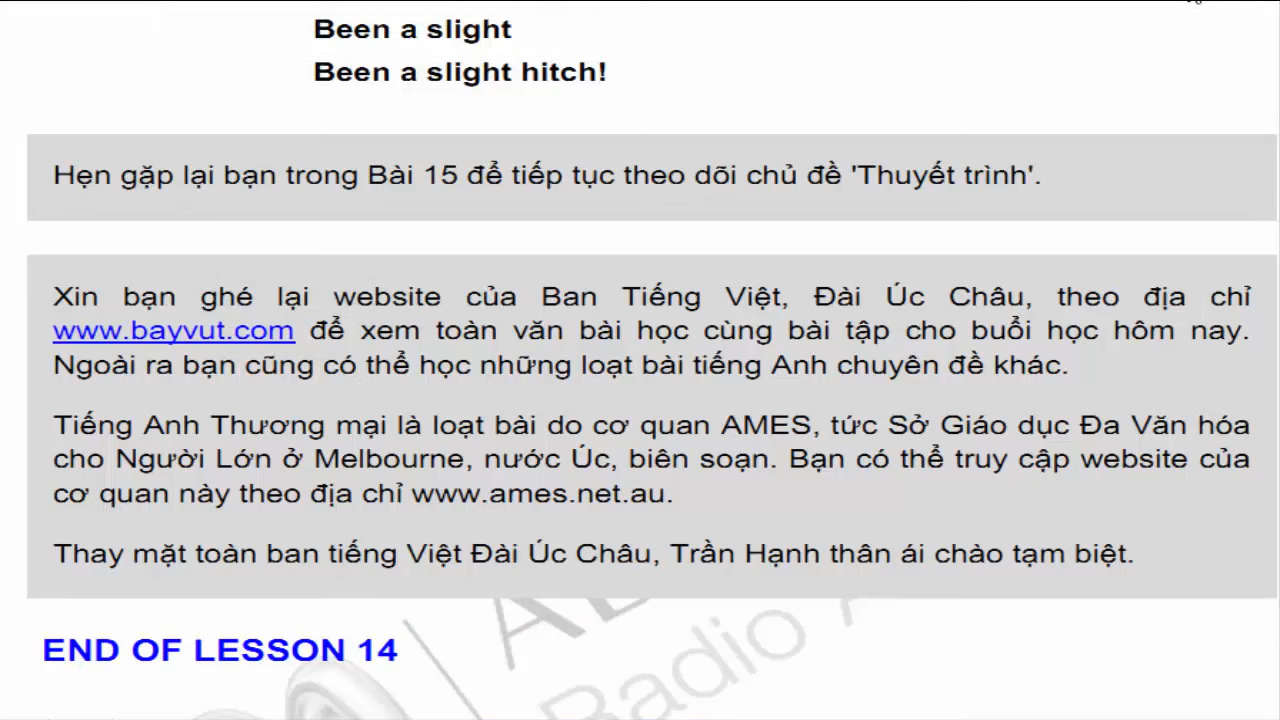 Been a slight
Been a slight hitch!
Hẹn gặp lại bạn trong Bài 15 để tiếp tục theo dõi chủ đề 'Thuyết trình'.
Xin bạn ghé lại website của Ban Tiếng Việt, Đài Úc Châu, theo địa chỉ
www.bayvut.com để xem toàn văn bài học cùng bài tập cho buổi học hôm nay.
Ngoài ra bạn cũng có thể học những loạt bài tiếng Anh chuyên đề khác.
Tiếng Anh Thương mại là loạt bài do cơ quan AMES, tức Sở Giáo dục Đa Văn hóa
cho Người Lớn ở Melbourne, nước Úc, biên soạn. Bạn có thể truy cập website của
cơ quan này theo địa chỉ www.ames.net.au.
Thay mặt toàn ban tiếng Việt Đài Úc Châu, Trần Hạnh thân ái chào tạm biệt.
END OF LESSON 14
Radio